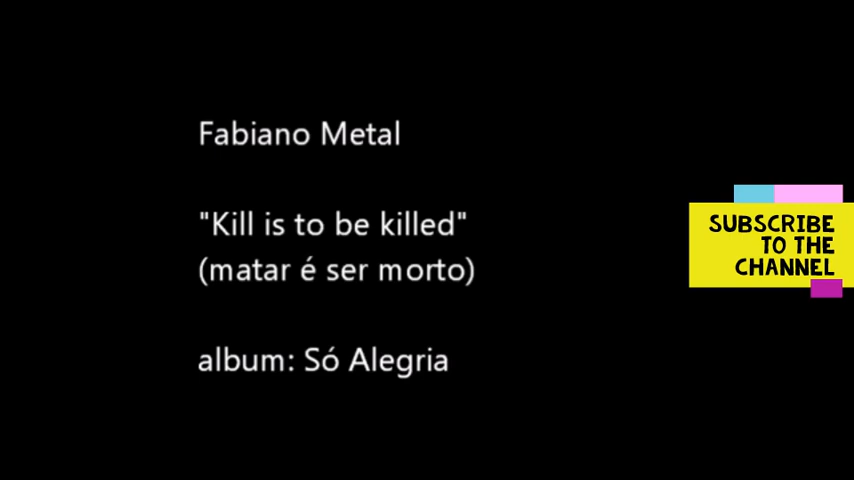 Fabiano Metal
"Kill is to be killed"
(matar é ser morto)
album: Só Alegria
SUBSCRIBE
TO THE
CHANNEL